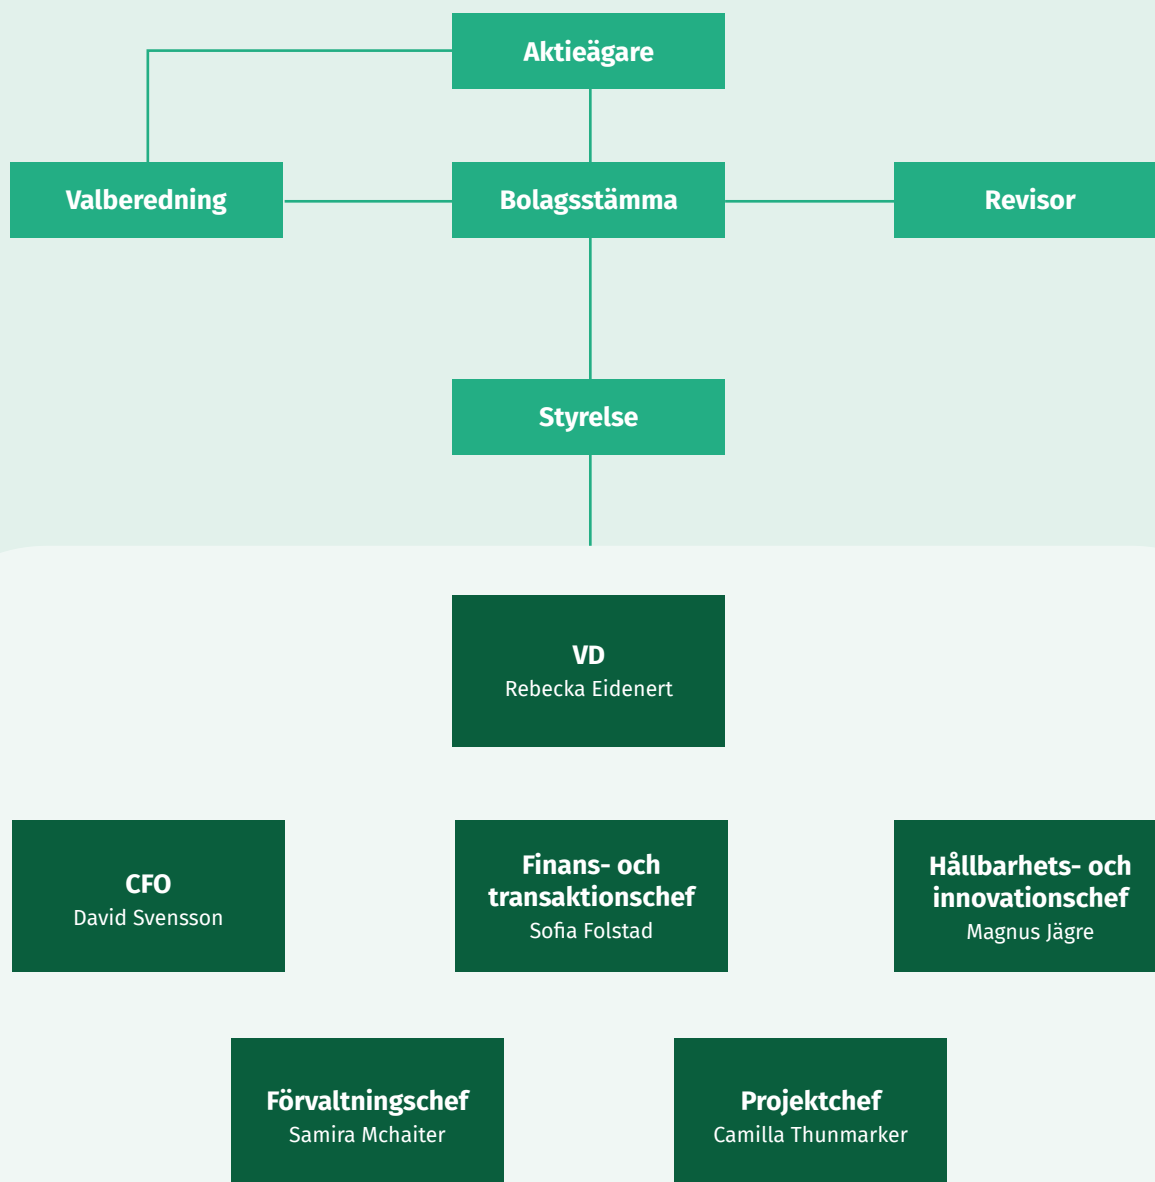 Aktieägare
Valberedning
Bolagsstämma
Revisor
Styrelse
VD
Rebecka Eidenert
CFO
David Svensson
Finans- och
transaktionschef
Sofia Folstad
Hållbarhets- och
innovationschef
Magnus Jägre
Förvaltningschef
Samira Mchaiter
Projektchef
Camilla Thunmarker